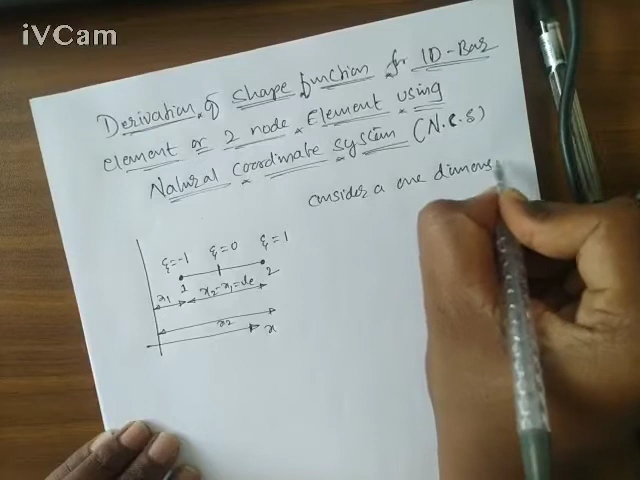 iVCam
Derivation of shape function for 1D-Bar
element or 2 node Element using
Natural coordinate system (N.C.S)
consider a one dimens
ξ=-1 ξ=0 ξ=1
1 2
x1 x2-x1=le
x2
x